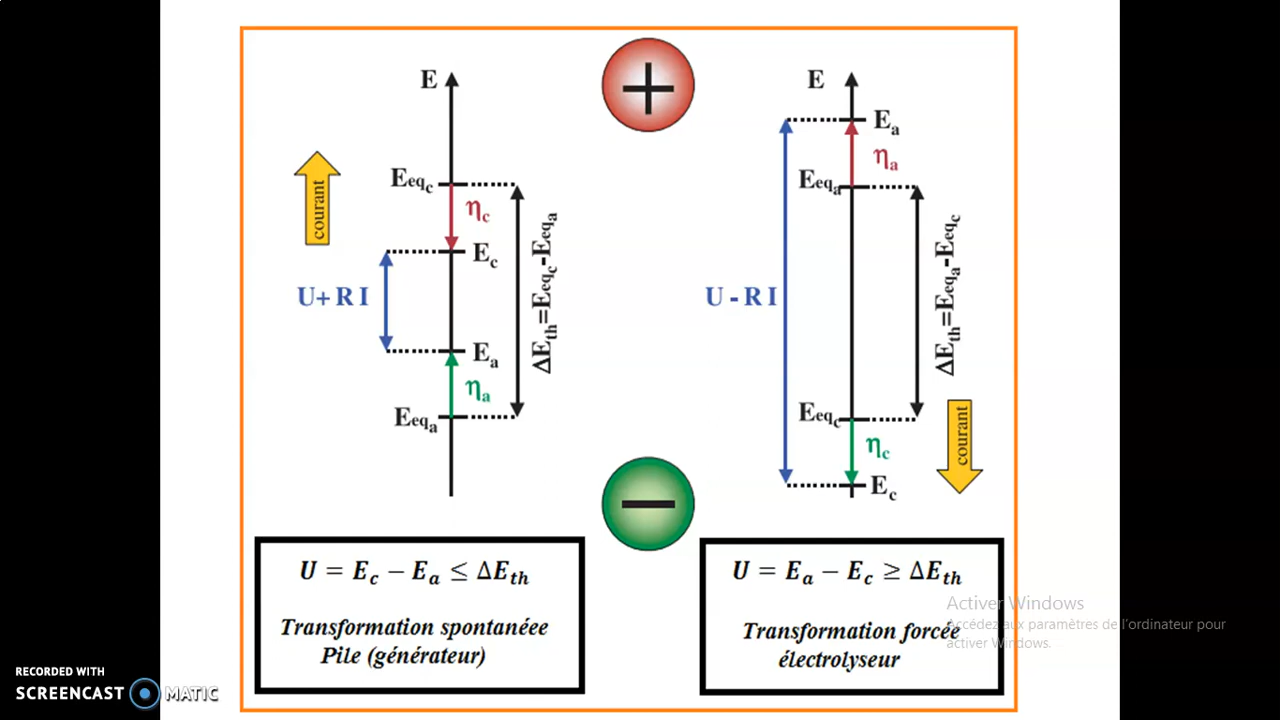 E
Eeqc
ηc
Ec
courant
U+ R I
Ea
ηa
Eeqa
ΔEth=Eeqc-Eeqa
+
−
E
Ea
ηa
Eeqa
U - R I
ΔEth=Eeqa-Eeqc
Eeqc
ηc
Ec
courant
U = Ec − Ea ≤ ΔEth
Transformation spontanéee
Pile (générateur)
U = Ea − Ec ≥ ΔEth
Transformation forcée
électrolyseur
Activer Windows
Accédez aux paramètres de l'ordinateur pour
activer Windows.
RECORDED WITH
SCREENCAST MATIC